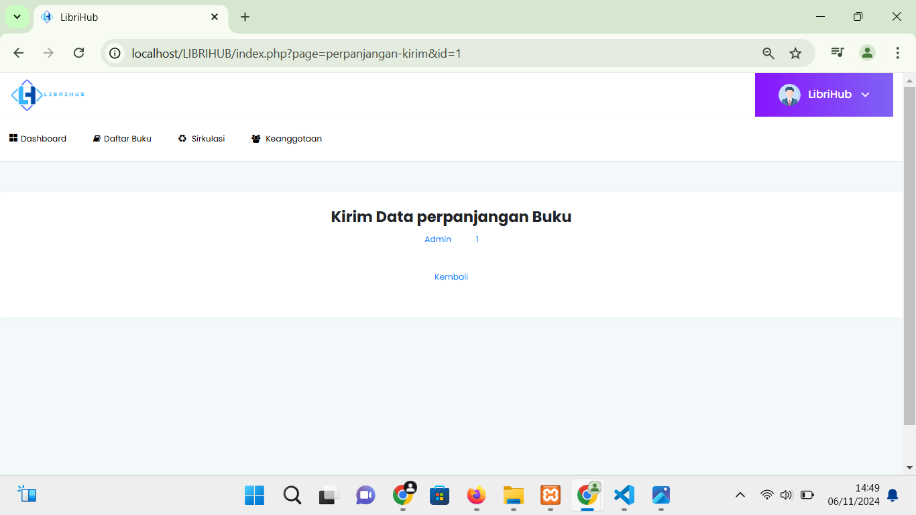 LibriHub
localhost/LIBRIHUB/index.php?page=perpanjangan-kirim&id=1
LIBRIHUB
LibriHub
Dashboard Daftar Buku Sirkulasi Keanggotaan
Kirim Data perpanjangan Buku
Admin 1
Kembali
14:49
06/11/2024